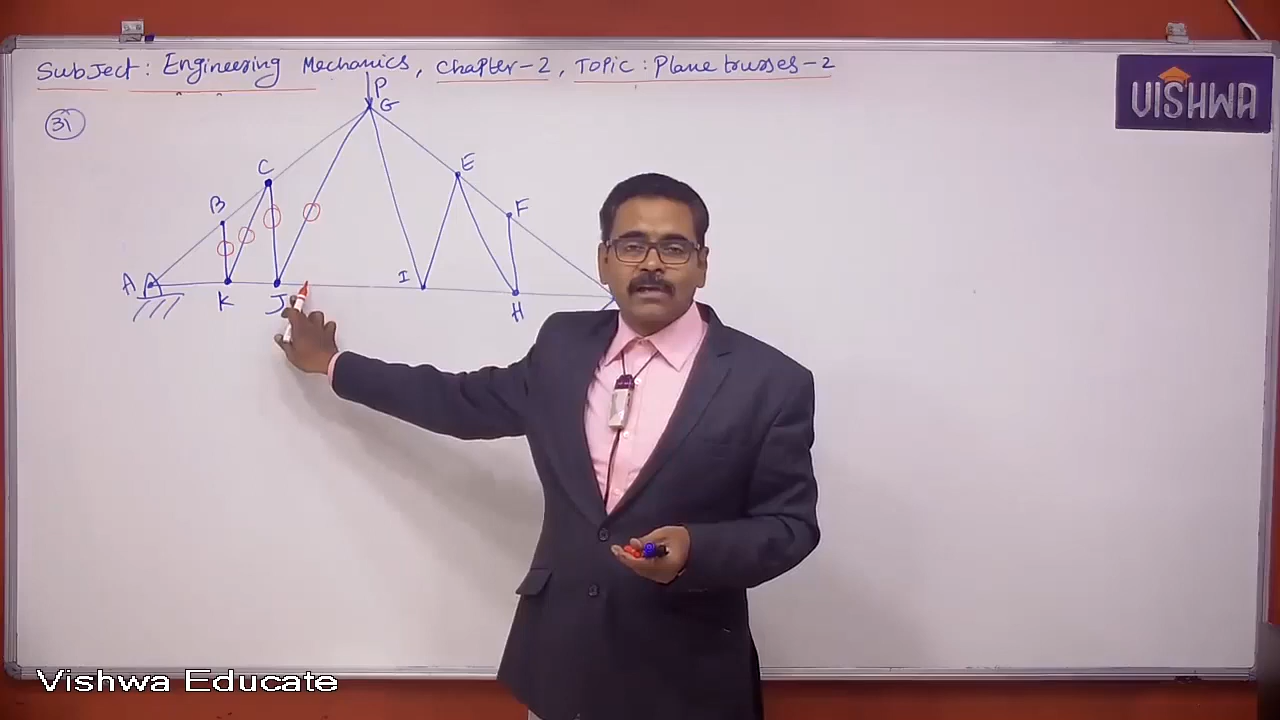 Subject: Engineering Mechanics, Chapter-2, Topic: Plane trusses-2
VISHWA
31
P
G
C
E
B
F
A
I
K
J
H
Vishwa Educate